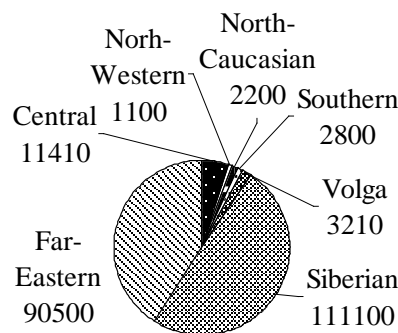 Norh-
Western
1100
North-
Caucasian
2200
Southern
2800
Central
11410
Volga
3210
Far-
Eastern
90500
Siberian
111100